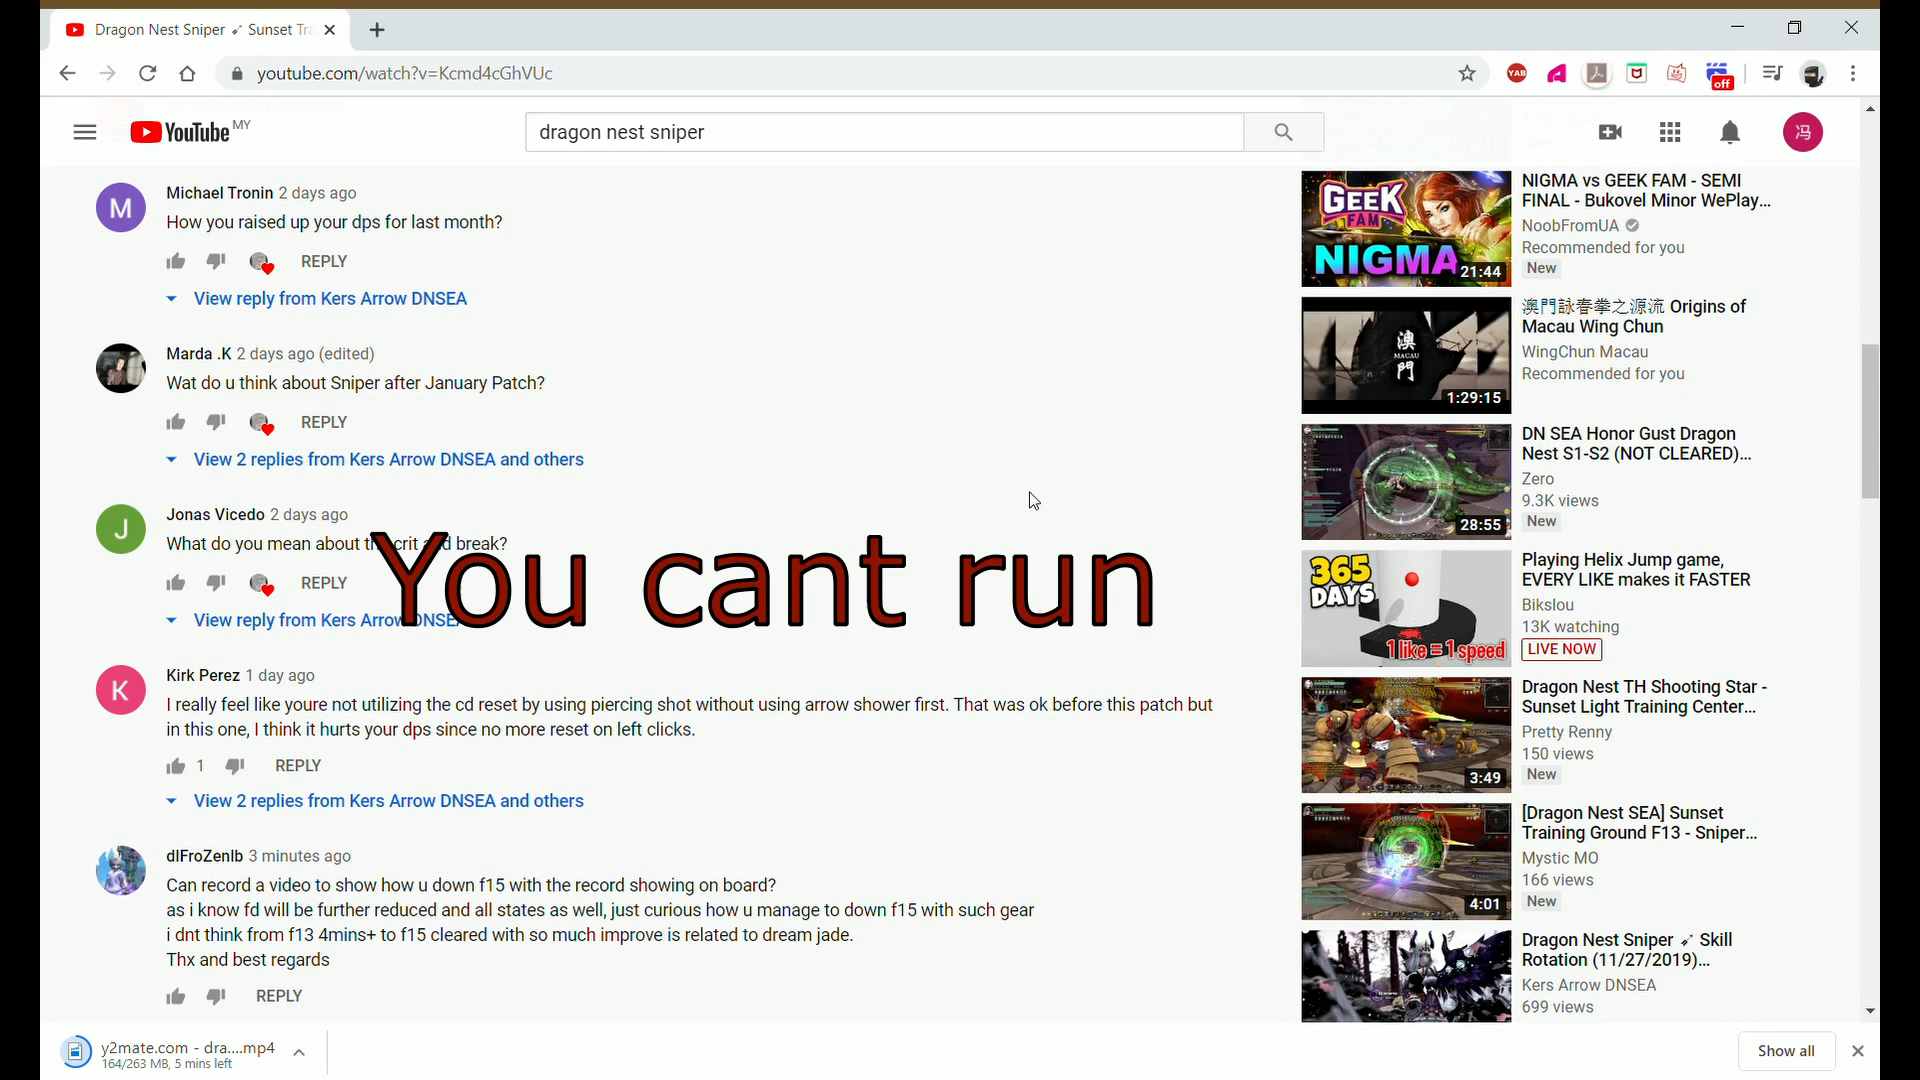 Dragon Nest Sniper ➶ Sunset Tra
youtube.com/watch?v=Kcmd4cGhVUc
YAB
off
YouTube MY
dragon nest sniper
冯
M
Michael Tronin 2 days ago
How you raised up your dps for last month?
REPLY
View reply from Kers Arrow DNSEA
Marda .K 2 days ago (edited)
Wat do u think about Sniper after January Patch?
REPLY
View 2 replies from Kers Arrow DNSEA and others
J
Jonas Vicedo 2 days ago
What do you mean about the crit and break?
REPLY
View reply from Kers Arrow DNSEA
You cant run
K
Kirk Perez 1 day ago
I really feel like youre not utilizing the cd reset by using piercing shot without using arrow shower first. That was ok before this patch but
in this one, I think it hurts your dps since no more reset on left clicks.
1
REPLY
View 2 replies from Kers Arrow DNSEA and others
dlFroZenlb 3 minutes ago
Can record a video to show how u down f15 with the record showing on board?
as i know fd will be further reduced and all states as well, just curious how u manage to down f15 with such gear
i dnt think from f13 4mins+ to f15 cleared with so much improve is related to dream jade.
Thx and best regards
REPLY
GEEK
FAM
NIGMA
21:44
NIGMA vs GEEK FAM - SEMI
FINAL - Bukovel Minor WePlay...
NoobFromUA
Recommended for you
New
澳
MACAU
門
1:29:15
澳門詠春拳之源流 Origins of
Macau Wing Chun
WingChun Macau
Recommended for you
28:55
DN SEA Honor Gust Dragon
Nest S1-S2 (NOT CLEARED)...
Zero
9.3K views
New
365
DAYS
1 like = 1 speed
Playing Helix Jump game,
EVERY LIKE makes it FASTER
Bikslou
13K watching
LIVE NOW
3:49
Dragon Nest TH Shooting Star -
Sunset Light Training Center...
Pretty Renny
150 views
New
4:01
[Dragon Nest SEA] Sunset
Training Ground F13 - Sniper...
Mystic MO
166 views
New
Dragon Nest Sniper ➶ Skill
Rotation (11/27/2019)...
Kers Arrow DNSEA
699 views
y2mate.com - dra....mp4
164/263 MB, 5 mins left
Show all